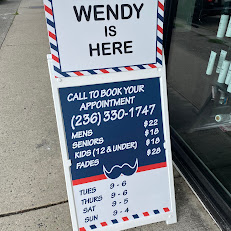 WENDY
IS
HERE
CALL TO BOOK YOUR
APPOINTMENT
(236) 330-1747
MENS $22
SENIORS $18
KIDS (12 & UNDER) $18
FADES $28
TUES 9 - 6
THURS 9 - 6
SAT 9 - 5
SUN 9 - 4